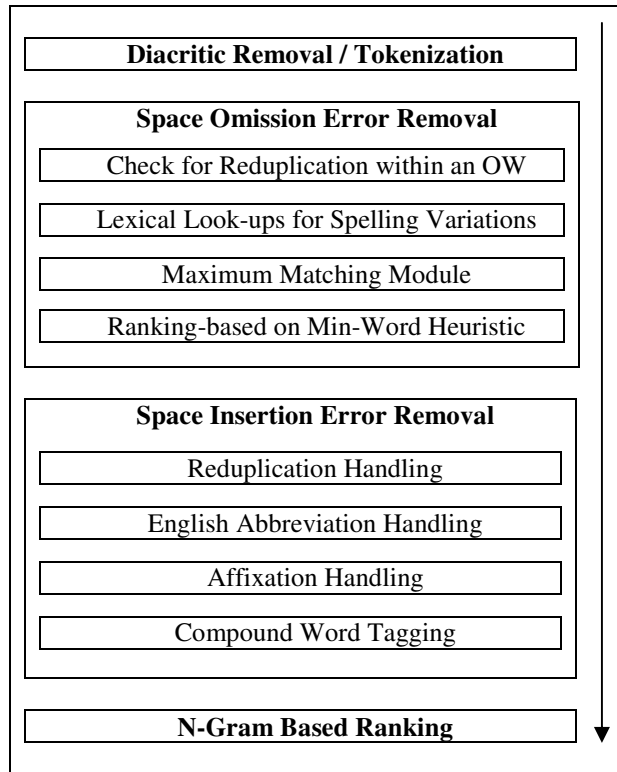 Diacritic Removal / Tokenization
Space Omission Error Removal
Check for Reduplication within an OW
Lexical Look-ups for Spelling Variations
Maximum Matching Module
Ranking-based on Min-Word Heuristic
Space Insertion Error Removal
Reduplication Handling
English Abbreviation Handling
Affixation Handling
Compound Word Tagging
N-Gram Based Ranking